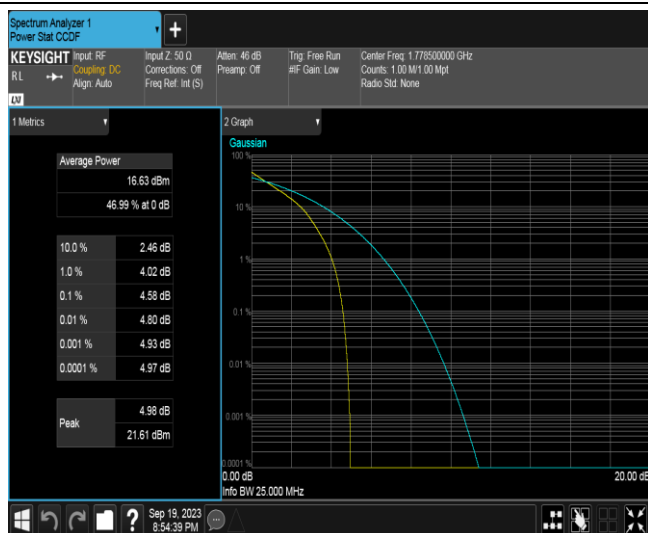 Spectrum Analyzer 1
Power Stat CCDF
+
KEYSIGHT
RL
LXI
Input: RF
Coupling: DC
Align: Auto
Input Z: 50 Ω
Corrections: Off
Freq Ref: Int (S)
Atten: 46 dB
Preamp: Off
Trig: Free Run
#IF Gain: Low
Center Freq: 1.778500000 GHz
Counts: 1.00 M/1.00 Mpt
Radio Std: None
1 Metrics
Average Power
16.63 dBm
46.99 % at 0 dB
10.0 % 2.46 dB
1.0 % 4.02 dB
0.1 % 4.58 dB
0.01 % 4.80 dB
0.001 % 4.93 dB
0.0001 % 4.97 dB
Peak
4.98 dB
21.61 dBm
2 Graph
Gaussian
100 %
10 %
1 %
0.1 %
0.01 %
0.001 %
0.0001 %
0.00 dB 20.00 dB
Info BW 25.000 MHz
?
Sep 19, 2023
8:54:39 PM